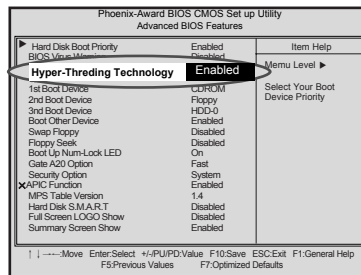 Phoenix-Award BIOS CMOS Set up Utility
Advanced BIOS Features
▶ Hard Disk Boot Priority Enabled
BIOS Virus Disabled
Hyper-Threding Technology Enabled
1st Boot Device CDROM
2nd Boot Device Floppy
3nd Boot Device HDD-0
Boot Other Device Enabled
Swap Floppy Disabled
Floppy Seek Disabled
Boot Up Num-Lock LED On
Gate A20 Option Fast
Security Option System
XAPIC Function Enabled
MPS Table Version 1.4
Hard Disk S.M.A.R.T Disabled
Full Screen LOGO Show Disabled
Summary Screen Show Enabled
Item Help
Memu Level ▶
Select Your Boot
Device Priority
↑↓→←:Move Enter:Select +/-/PU/PD:Value F10:Save ESC:Exit F1:General Help
F5:Previous Values F7:Optimized Defaults